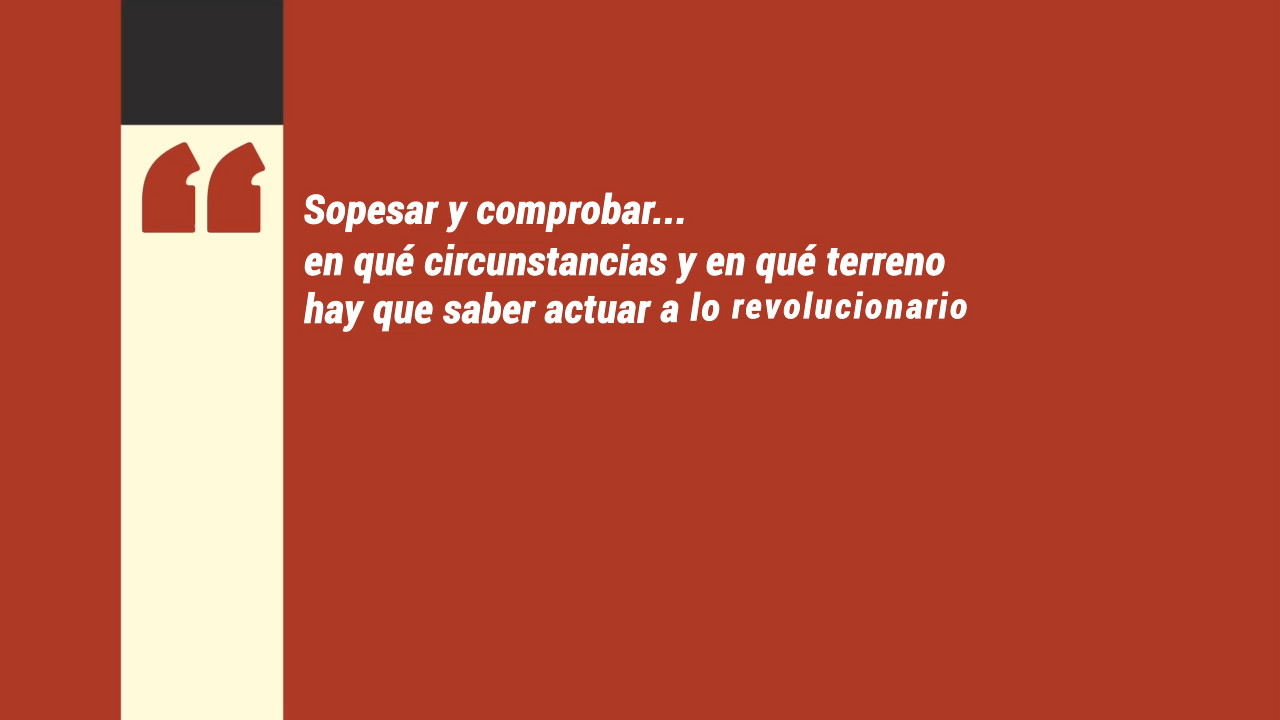 Sopesar y comprobar...
en qué circunstancias y en qué terreno
hay que saber actuar a lo revolucionario